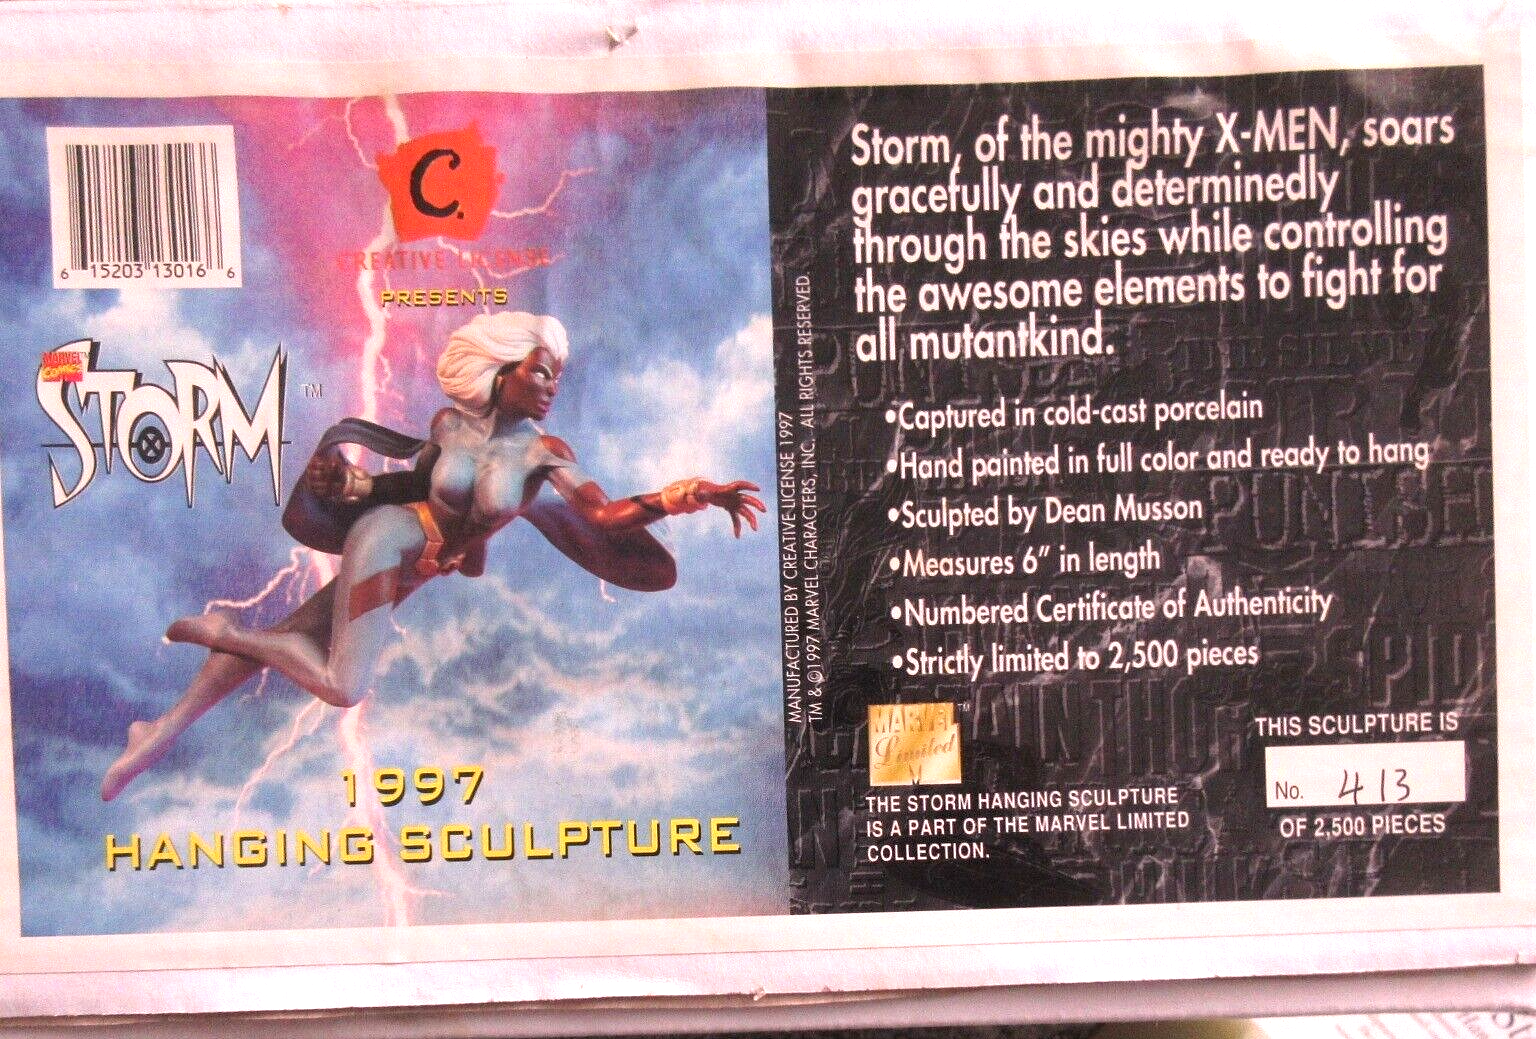 6 15203 13016 6
C.
CREATIVE LICENSE
PRESENTS
MARVEL™
COMICS
STORM™
1997
HANGING SCULPTURE
MANUFACTURED BY CREATIVE LICENSE 1997
TM & ©1997 MARVEL CHARACTERS, INC. ALL RIGHTS RESERVED.
Storm, of the mighty X-MEN, soars
gracefully and determinedly
through the skies while controlling
the awesome elements to fight for
all mutantkind.
•Captured in cold-cast porcelain
•Hand painted in full color and ready to hang
•Sculpted by Dean Musson
•Measures 6” in length
•Numbered Certificate of Authenticity
•Strictly limited to 2,500 pieces
MARVEL™
Limited
THE STORM HANGING SCULPTURE
IS A PART OF THE MARVEL LIMITED
COLLECTION.
THIS SCULPTURE IS
No. 413
OF 2,500 PIECES